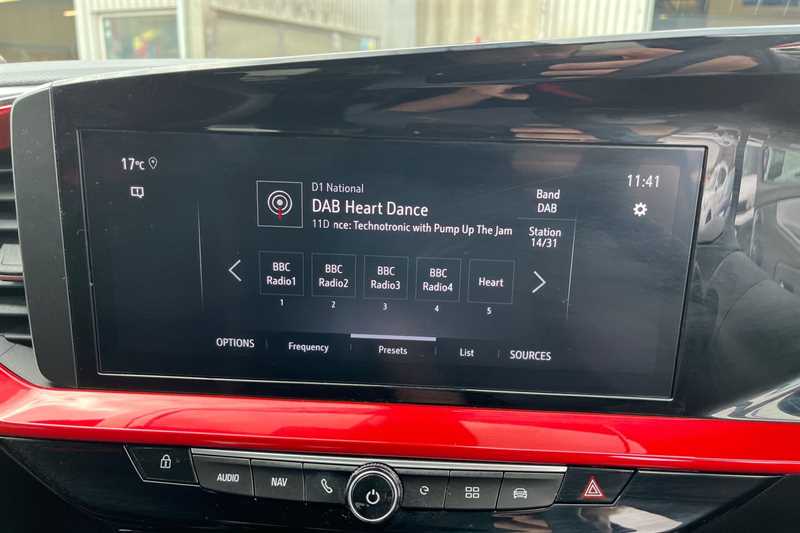 17°C
11:41
D1 National
DAB Heart Dance
11D nce: Technotronic with Pump Up The Jam
Band
DAB
Station
14/31
BBC
Radio1
BBC
Radio2
BBC
Radio3
BBC
Radio4
Heart
1
2
3
4
5
OPTIONS
Frequency
Presets
List
SOURCES
AUDIO
NAV